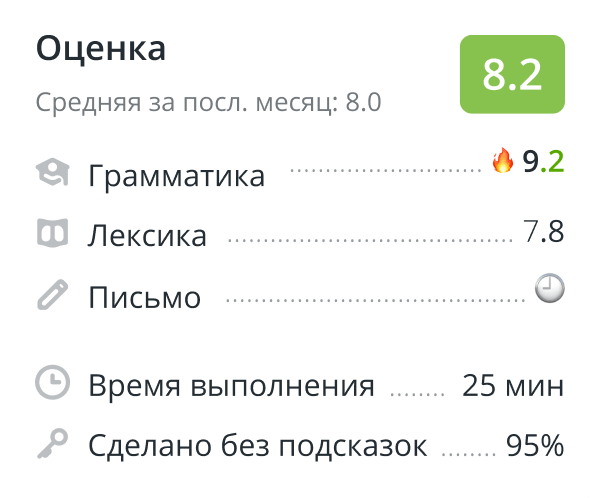 Оценка
8.2
Средняя за посл. месяц: 8.0
Грамматика ........................... 🔥 9.2
Лексика ........................................ 7.8
Письмо ..........................................
Время выполнения ....... 25 мин
Сделано без подсказок ....... 95%